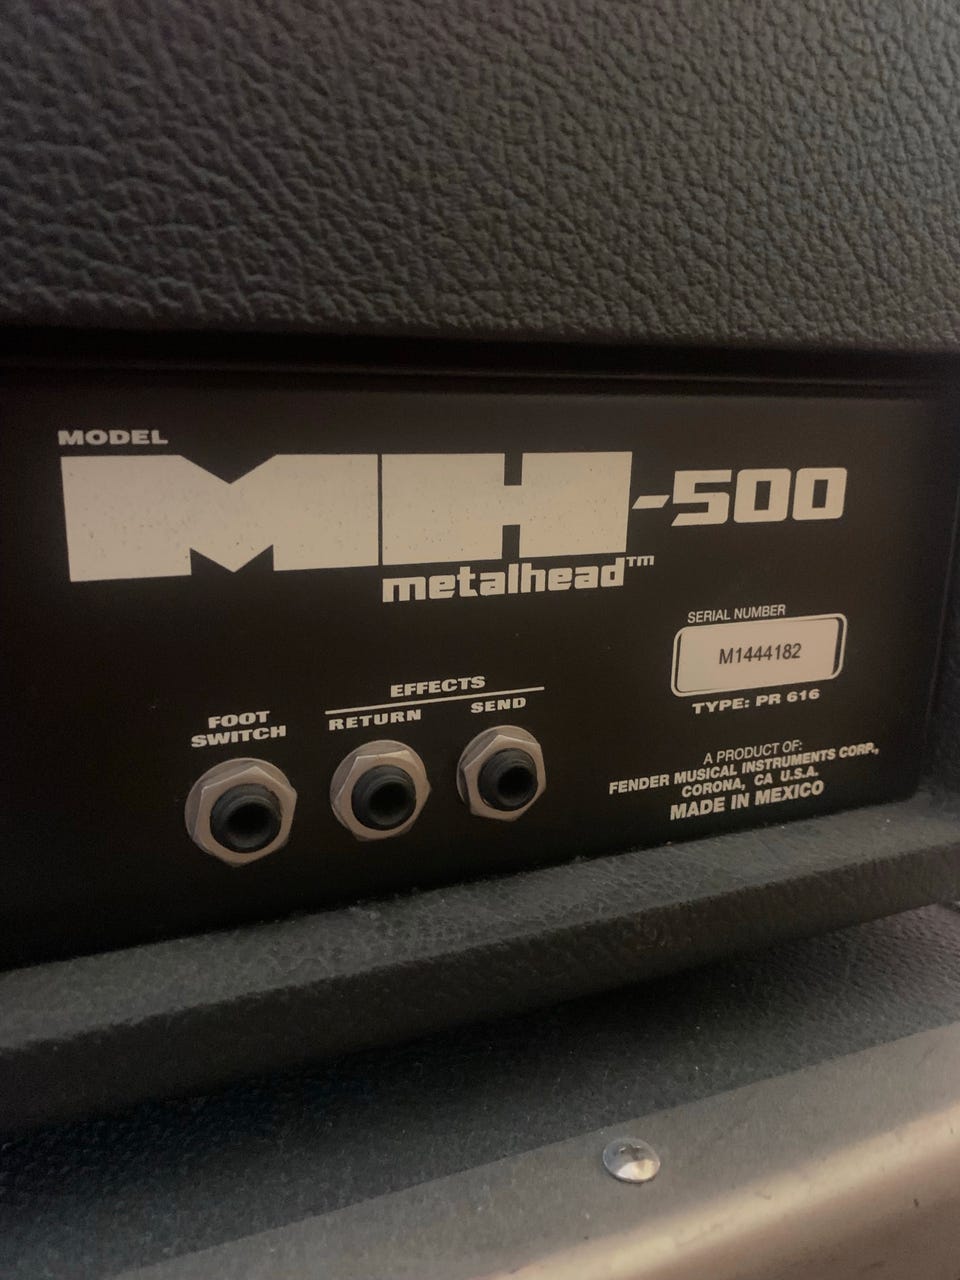 MODEL
MH-500
metalhead™
SERIAL NUMBER
M1444182
TYPE: PR 616
EFFECTS
FOOT SWITCH
RETURN
SEND
A PRODUCT OF:
FENDER MUSICAL INSTRUMENTS CORP.,
CORONA, CA U.S.A.
MADE IN MEXICO